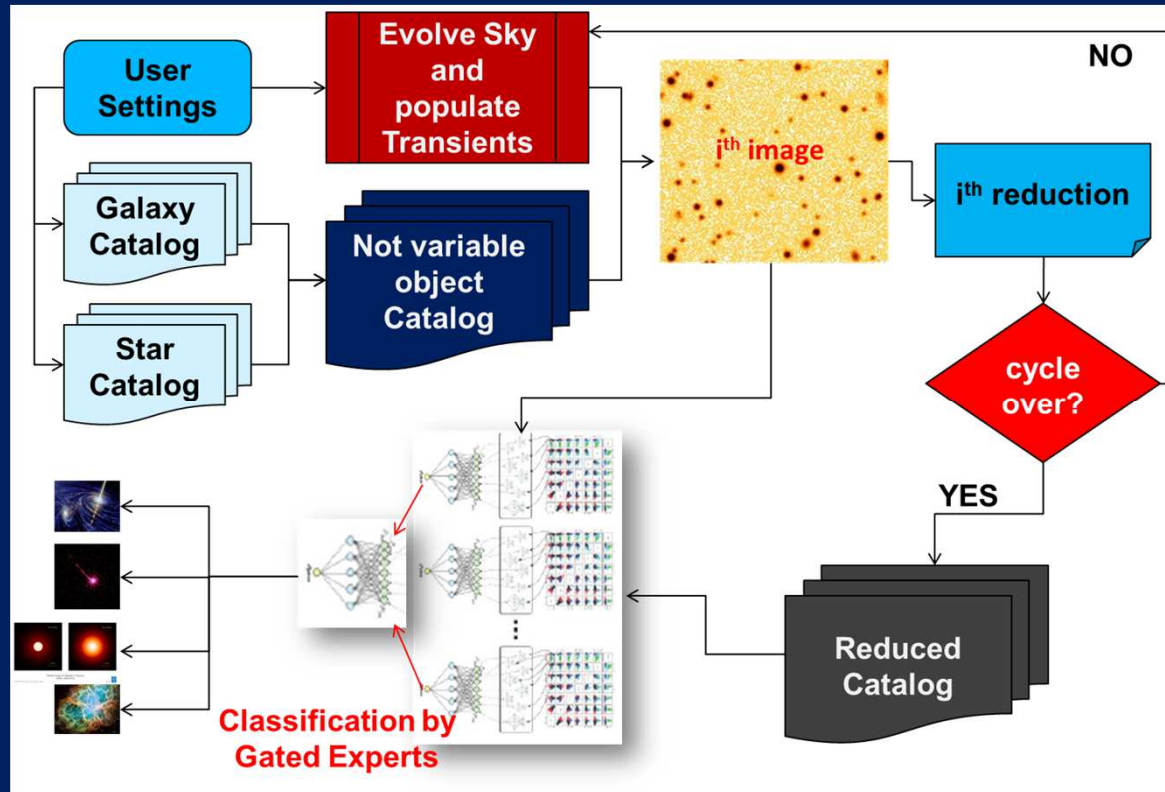 User
Settings
Evolve Sky
and
populate
Transients
NO
Galaxy
Catalog
Star
Catalog
Not variable
object
Catalog
ith image
ith reduction
cycle
over?
YES
Reduced
Catalog
Classification by
Gated Experts